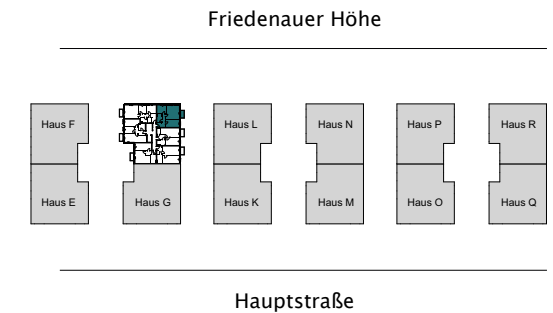 Friedenauer Höhe
Haus F
Haus L
Haus N
Haus P
Haus R
Haus E
Haus G
Haus K
Haus M
Haus O
Haus Q
Hauptstraße